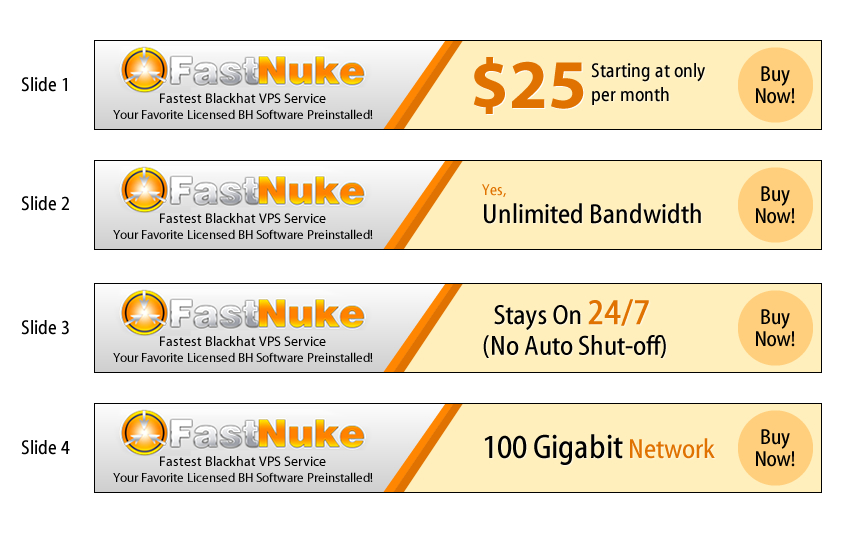 Slide 1
FastNuke
Fastest Blackhat VPS Service
Your Favorite Licensed BH Software Preinstalled!
$25
Starting at only
per month
Buy
Now!
Slide 2
FastNuke
Fastest Blackhat VPS Service
Your Favorite Licensed BH Software Preinstalled!
Yes,
Unlimited Bandwidth
Buy
Now!
Slide 3
FastNuke
Fastest Blackhat VPS Service
Your Favorite Licensed BH Software Preinstalled!
Stays On 24/7
(No Auto Shut-off)
Buy
Now!
Slide 4
FastNuke
Fastest Blackhat VPS Service
Your Favorite Licensed BH Software Preinstalled!
100 Gigabit Network
Buy
Now!